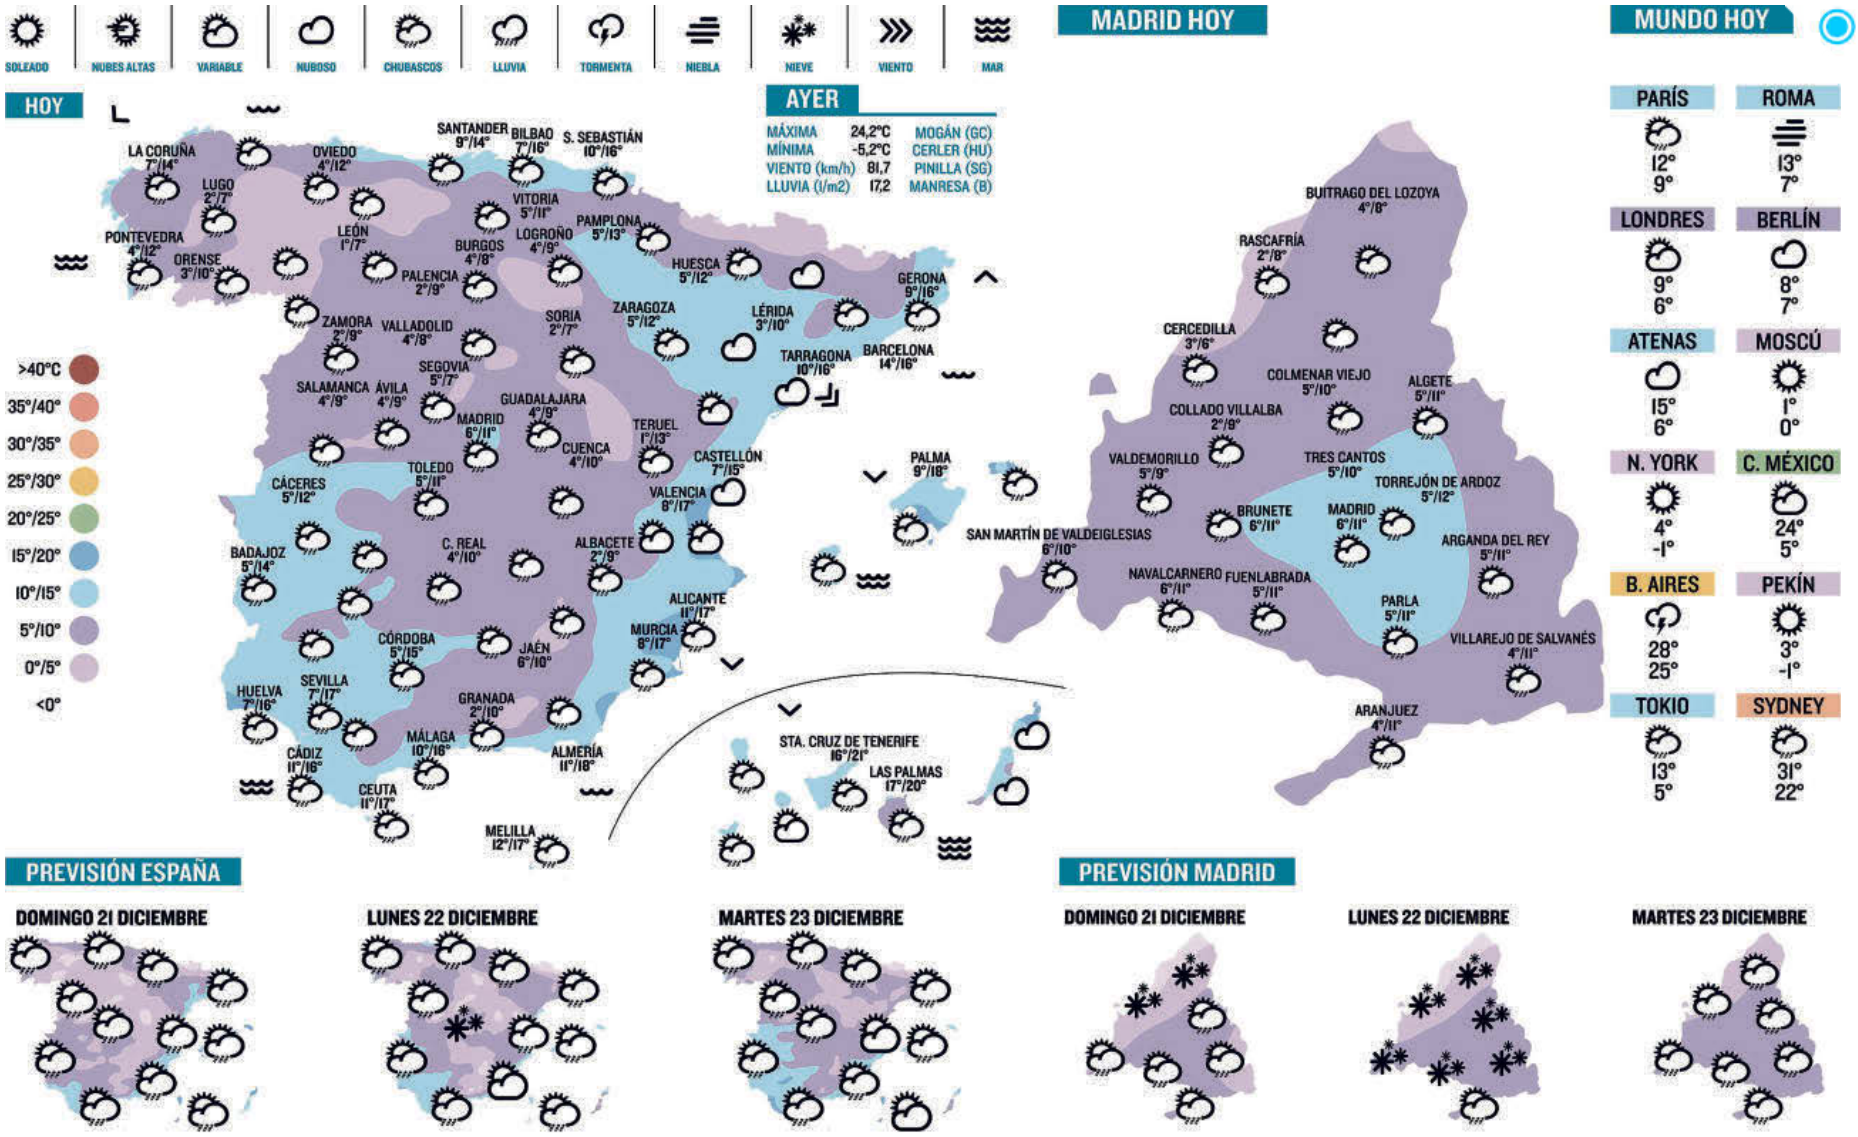 SOLEADO
NUBES ALTAS
VARIABLE
NUBOSO
CHUBASCOS
LLUVIA
TORMENTA
NIEBLA
NIEVE
VIENTO
MAR
HOY
AYER
MÁXIMA 24,2°C MOGÁN (GC)
MÍNIMA -5,2°C CERLER (HU)
VIENTO (km/h) 81,7 PINILLA (SG)
LLUVIA (l/m2) 17,2 MANRESA (B)
LA CORUÑA
7°/14°
LUGO
2°/7°
OVIEDO
4°/12°
SANTANDER
9°/14°
BILBAO
7°/16°
S. SEBASTIÁN
10°/16°
VITORIA
5°/11°
PAMPLONA
5°/13°
PONTEVEDRA
4°/12°
ORENSE
3°/10°
LEÓN
1°/7°
BURGOS
4°/8°
LOGROÑO
4°/9°
PALENCIA
2°/9°
HUESCA
5°/12°
GERONA
9°/16°
ZAMORA
2°/9°
VALLADOLID
4°/8°
SORIA
2°/7°
ZARAGOZA
5°/12°
LÉRIDA
3°/10°
TARRAGONA
10°/16°
BARCELONA
14°/16°
SEGOVIA
5°/7°
SALAMANCA
4°/9°
ÁVILA
4°/9°
MADRID
6°/11°
GUADALAJARA
4°/9°
CUENCA
4°/10°
TERUEL
1°/13°
CASTELLÓN
7°/15°
PALMA
9°/18°
CÁCERES
5°/12°
TOLEDO
5°/11°
VALENCIA
8°/17°
BADAJOZ
5°/14°
C. REAL
4°/10°
ALBACETE
2°/9°
ALICANTE
11°/17°
MURCIA
8°/17°
CÓRDOBA
5°/15°
JAÉN
6°/10°
HUELVA
7°/16°
SEVILLA
7°/17°
GRANADA
2°/10°
CÁDIZ
11°/16°
MÁLAGA
10°/16°
ALMERÍA
11°/18°
CEUTA
11°/17°
MELILLA
12°/17°
STA. CRUZ DE TENERIFE
16°/21°
LAS PALMAS
17°/20°
>40°C
35°/40°
30°/35°
25°/30°
20°/25°
15°/20°
10°/15°
5°/10°
0°/5°
<0°
MADRID HOY
BUITRAGO DEL LOZOYA
4°/8°
RASCAFRÍA
2°/8°
CERCEDILLA
3°/6°
COLMENAR VIEJO
5°/10°
ALGETE
5°/11°
COLLADO VILLALBA
2°/9°
VALDEMORILLO
5°/9°
TRES CANTOS
5°/10°
TORREJÓN DE ARDOZ
5°/12°
BRUNETE
6°/11°
MADRID
6°/11°
SAN MARTÍN DE VALDEIGLESIAS
6°/10°
ARGANDA DEL REY
5°/11°
NAVALCARNERO
6°/11°
FUENLABRADA
5°/11°
PARLA
5°/11°
VILLAREJO DE SALVANÉS
4°/11°
ARANJUEZ
4°/11°
MUNDO HOY
PARÍS
12°
9°
ROMA
13°
7°
LONDRES
9°
6°
BERLÍN
8°
7°
ATENAS
15°
6°
MOSCÚ
1°
0°
N. YORK
4°
-1°
C. MÉXICO
24°
5°
B. AIRES
28°
25°
PEKÍN
3°
-1°
TOKIO
13°
5°
SYDNEY
31°
22°
PREVISIÓN ESPAÑA
DOMINGO 21 DICIEMBRE
LUNES 22 DICIEMBRE
MARTES 23 DICIEMBRE
PREVISIÓN MADRID
DOMINGO 21 DICIEMBRE
LUNES 22 DICIEMBRE
MARTES 23 DICIEMBRE